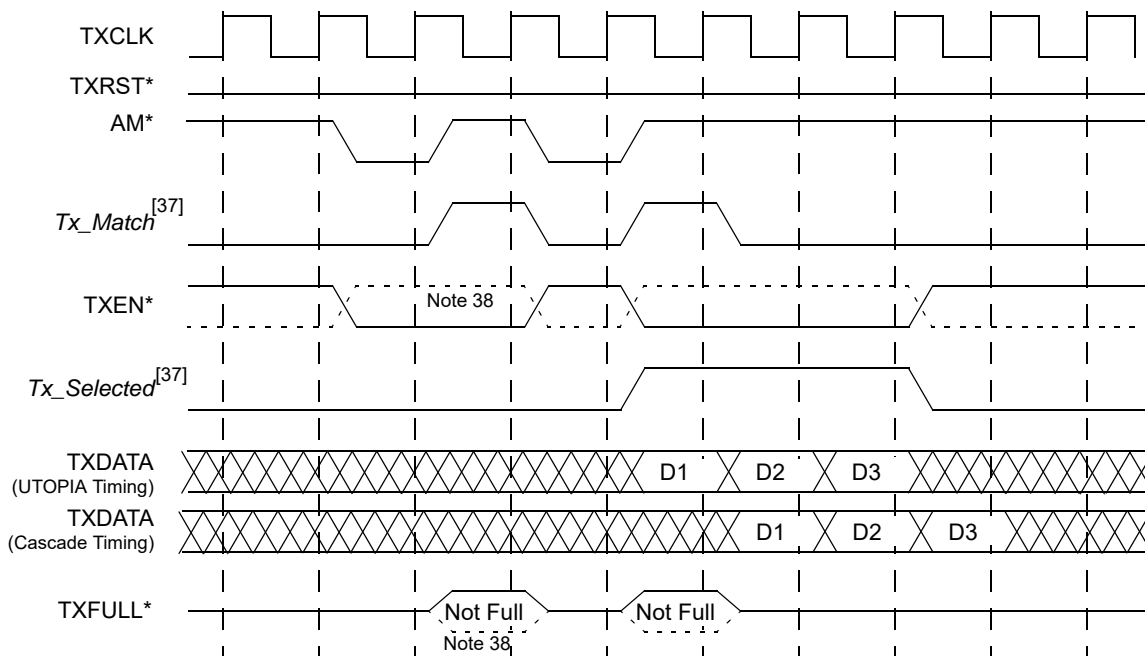 TXCLK
TXRST*
AM*
Tx_Match[37]
TXEN*
Note 38
Tx_Selected[37]
TXDATA
(UTOPIA Timing)
D1 D2 D3
TXDATA
(Cascade Timing)
D1 D2 D3
TXFULL*
Not Full Not Full
Note 38